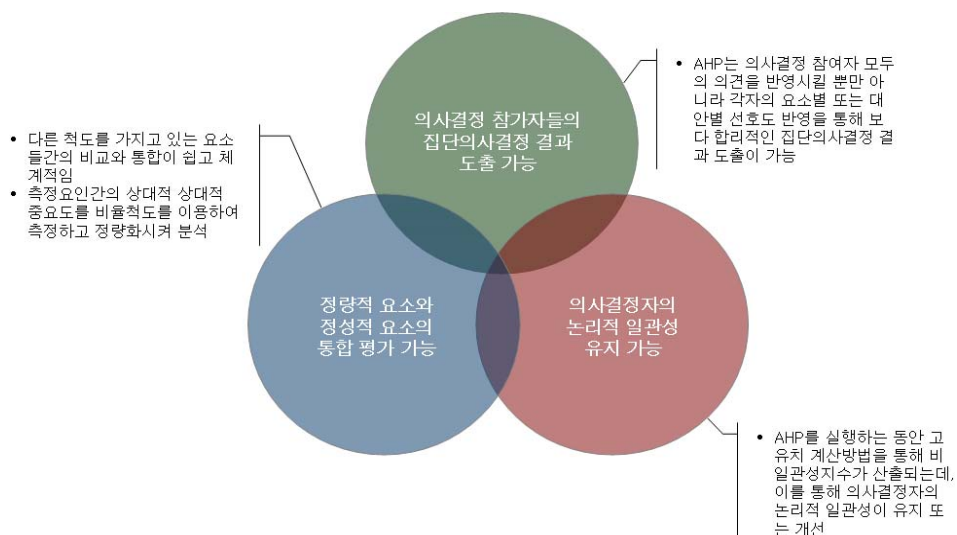 의사결정 참가자들의
집단의사결정 결과
도출 가능
• AHP는 의사결정 참여자 모두
의 의견을 반영시킬 뿐만 아
니라 각자의 요소별 또는 대
안별 선호도 반영을 통해 보
다 합리적인 집단의사결정 결
과 도출이 가능
• 다른 척도를 가지고 있는 요소
들간의 비교와 통합이 쉽고 체
계적임
• 측정요인간의 상대적 상대적
중요도를 비율척도를 이용하여
측정하고 정량화시켜 분석
정량적 요소와
정성적 요소의
통합 평가 가능
의사결정자의
논리적 일관성
유지 가능
• AHP를 실행하는 동안 고
유치 계산방법을 통해 비
일관성지수가 산출되는데,
이를 통해 의사결정자의
논리적 일관성이 유지 또
는 개선